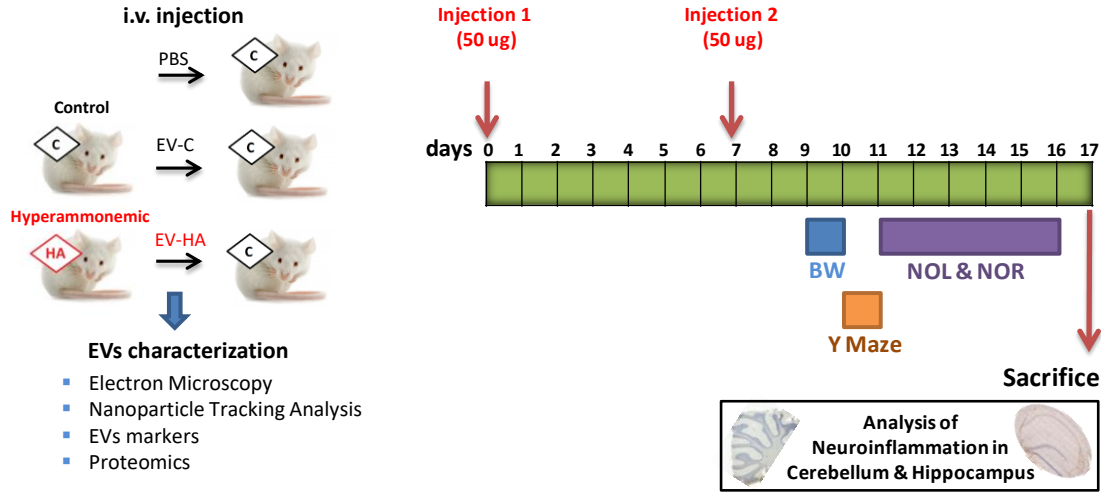 i.v. injection
PBS
C
Control
C
EV-C
C
Hyperammonemic
HA
EV-HA
C
EVs characterization
▪ Electron Microscopy
▪ Nanoparticle Tracking Analysis
▪ EVs markers
▪ Proteomics
Injection 1
(50 ug)
Injection 2
(50 ug)
days 0 1 2 3 4 5 6 7 8 9 10 11 12 13 14 15 16 17
BW
NOL & NOR
Y Maze
Sacrifice
Analysis of
Neuroinflammation in
Cerebellum & Hippocampus